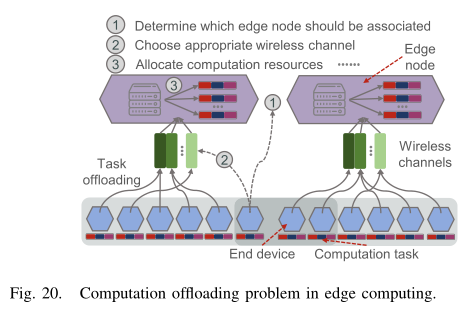 1 Determine which edge node should be associated
2 Choose appropriate wireless channel
3 Allocate computation resources ······
Edge
node
3
1
Task
offloading
2
Wireless
channels
End device
Computation task
Fig. 20. Computation offloading problem in edge computing.